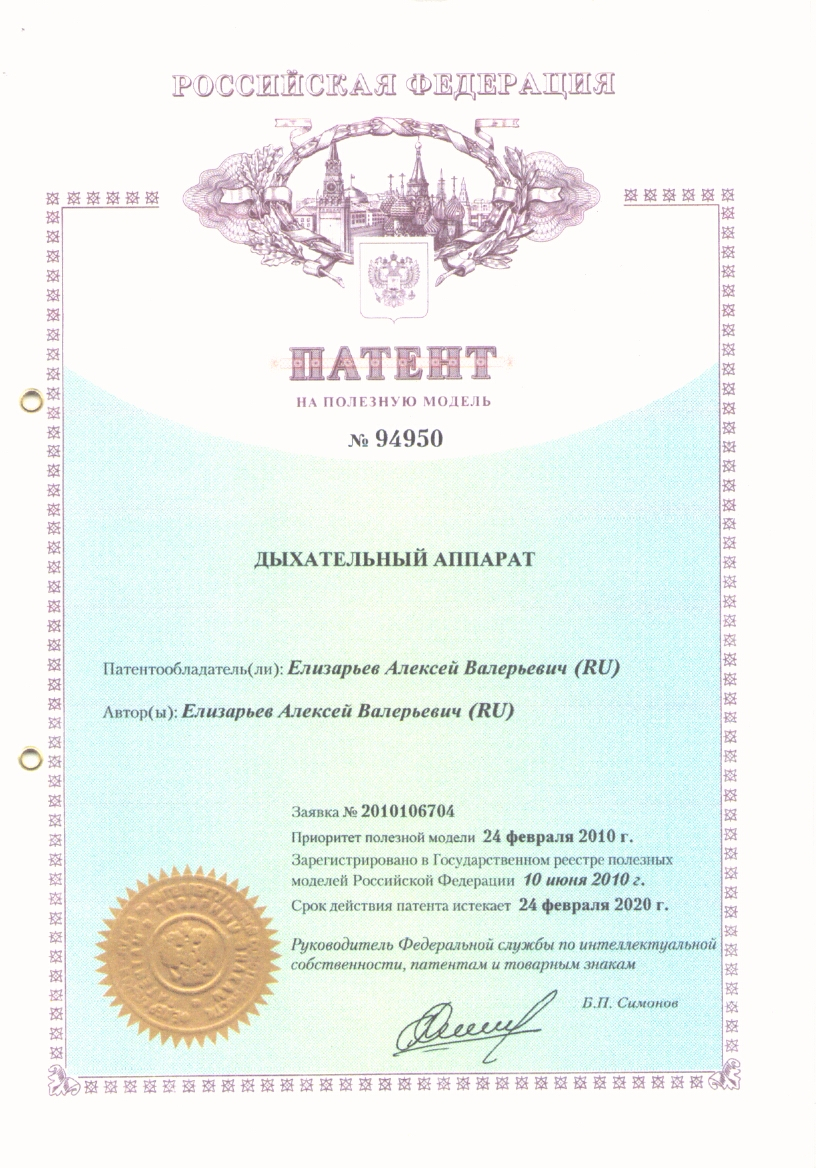 РОССИЙСКАЯ ФЕДЕРАЦИЯ
ПАТЕНТ
НА ПОЛЕЗНУЮ МОДЕЛЬ
№ 94950
ДЫХАТЕЛЬНЫЙ АППАРАТ
Патентообладатель(ли): Елизарьев Алексей Валерьевич (RU)
Автор(ы): Елизарьев Алексей Валерьевич (RU)
Заявка № 2010106704
Приоритет полезной модели 24 февраля 2010 г.
Зарегистрировано в Государственном реестре полезных
моделей Российской Федерации 10 июня 2010 г.
Срок действия патента истекает 24 февраля 2020 г.
Руководитель Федеральной службы по интеллектуальной
собственности, патентам и товарным знакам
Б.П. Симонов